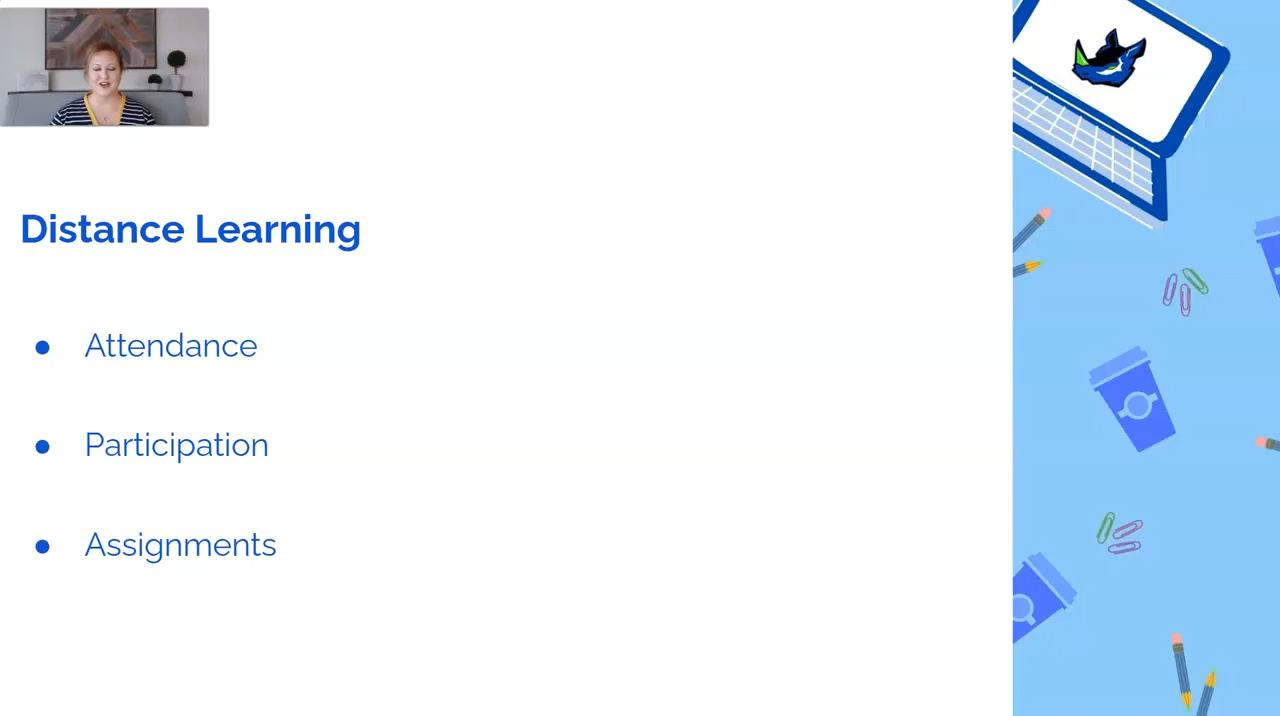 Distance Learning
● Attendance
● Participation
● Assignments